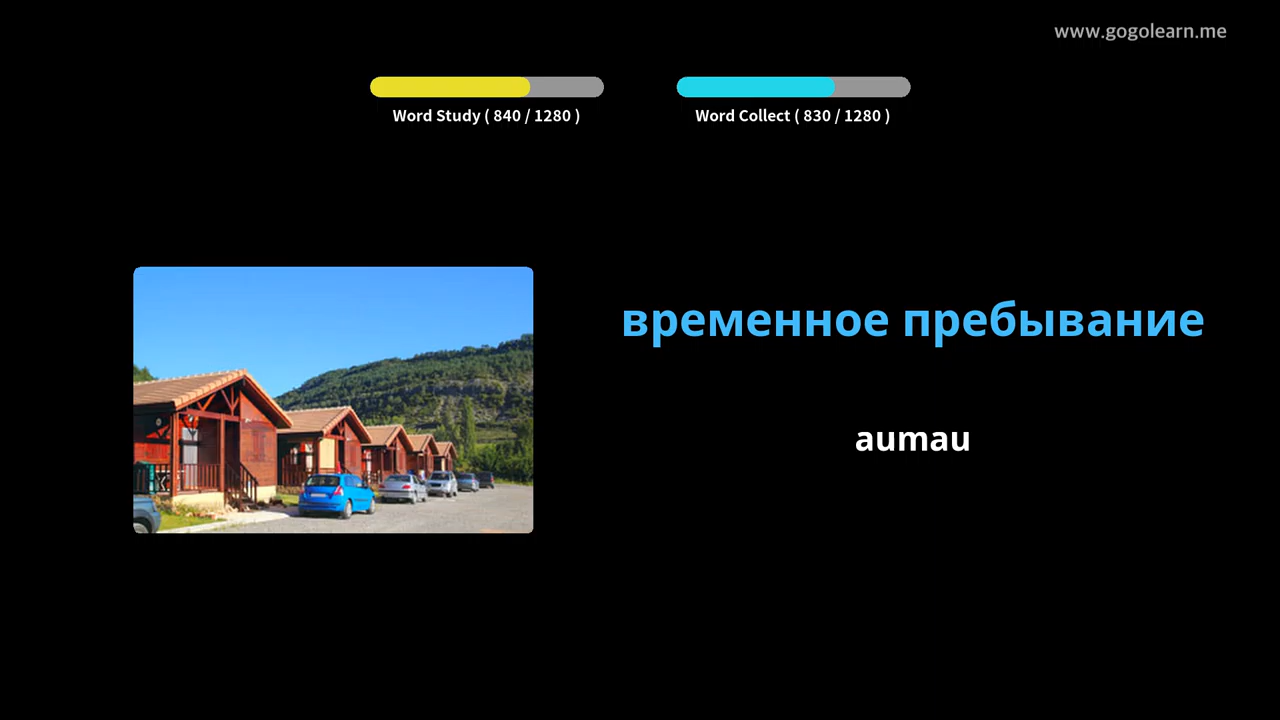 www.gogolearn.me
Word Study ( 840 / 1280 )
Word Collect ( 830 / 1280 )
временное пребывание
aumau